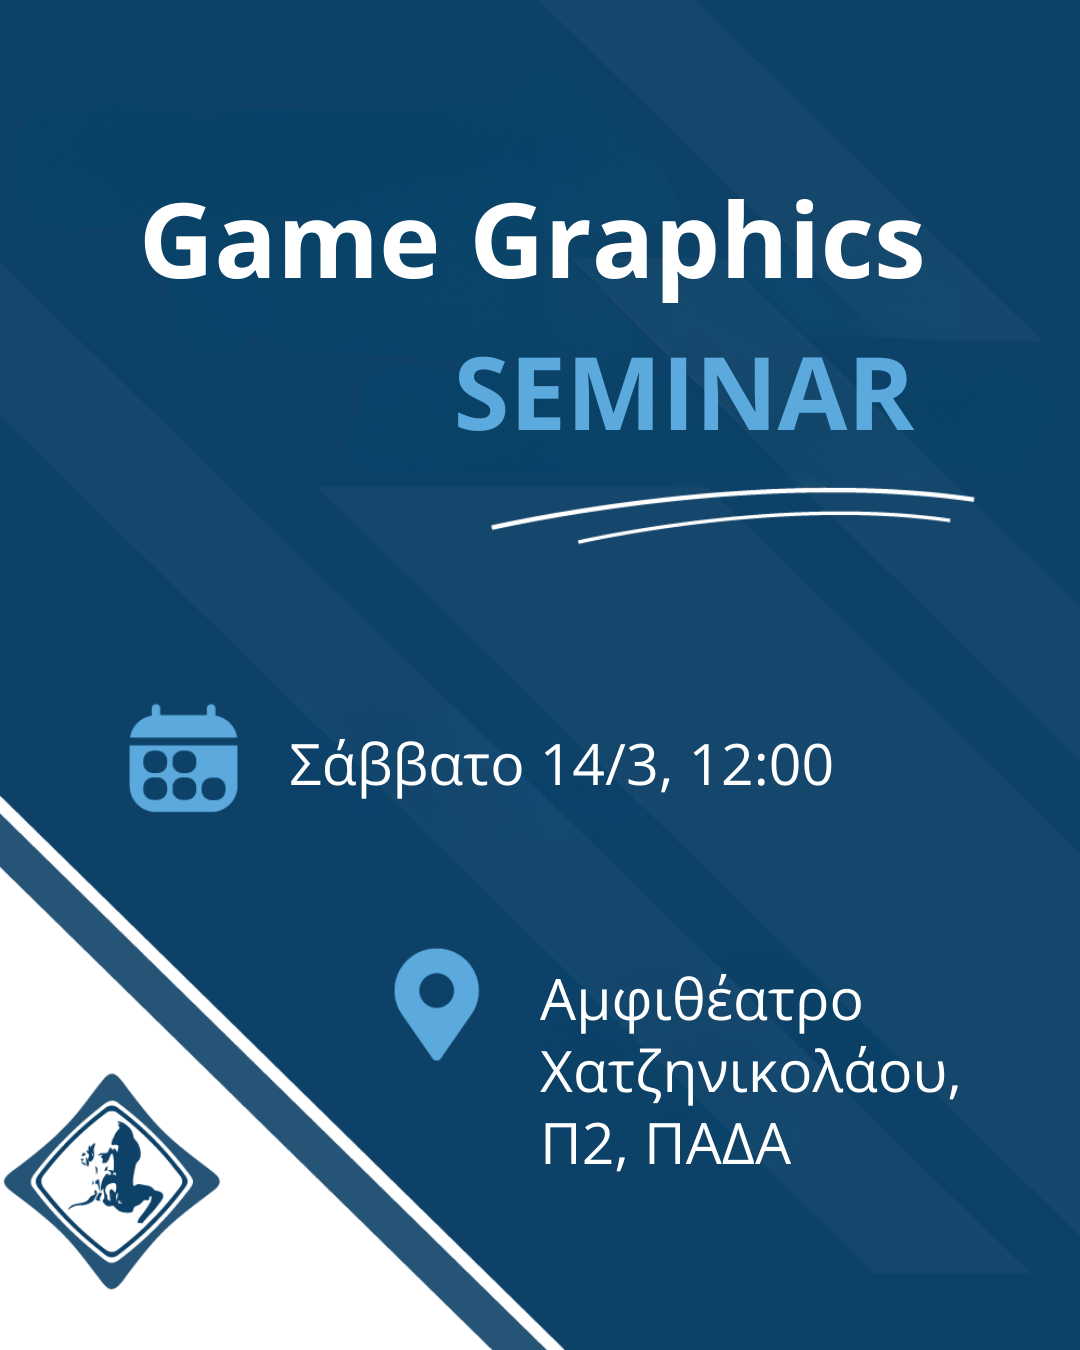 Game Graphics
SEMINAR
Σάββατο 14/3, 12:00
Αμφιθέατρο
Χατζηνικολάου,
Π2, ΠΑΔΑ